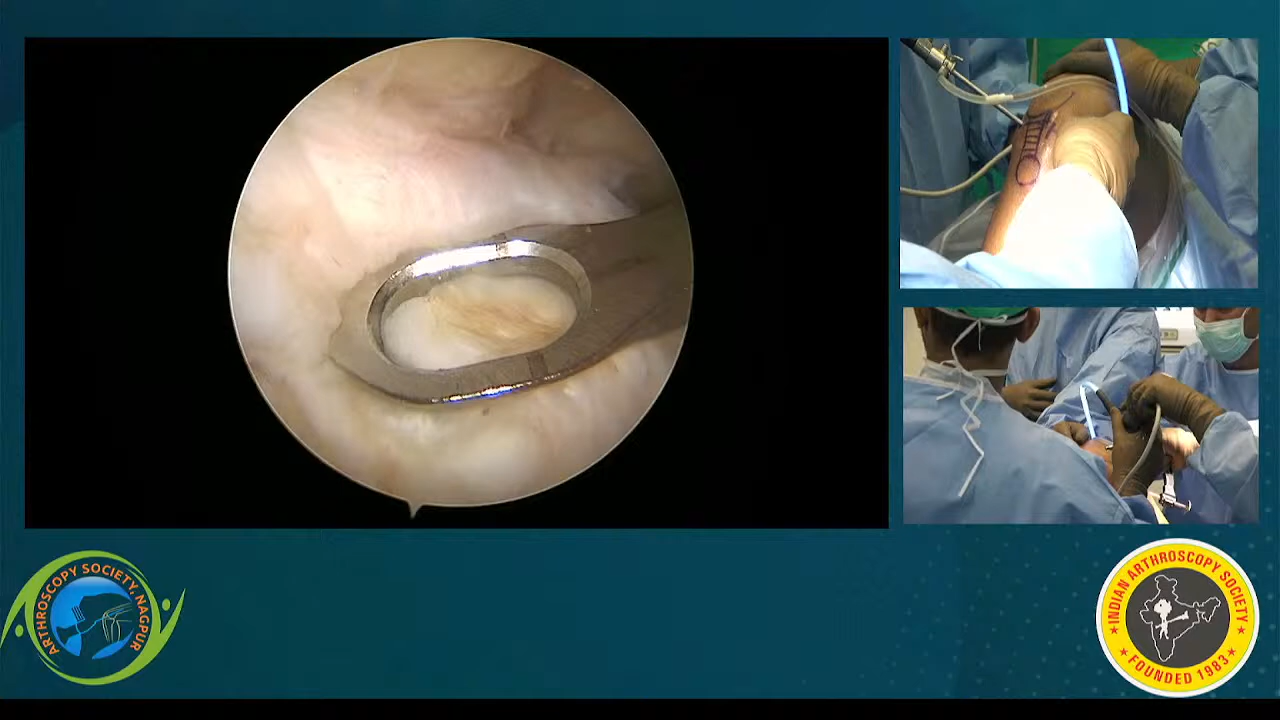 ARTHROSCOPY SOCIETY, NAGPUR
INDIAN ARTHROSCOPY SOCIETY
★ FOUNDED 1983 ★